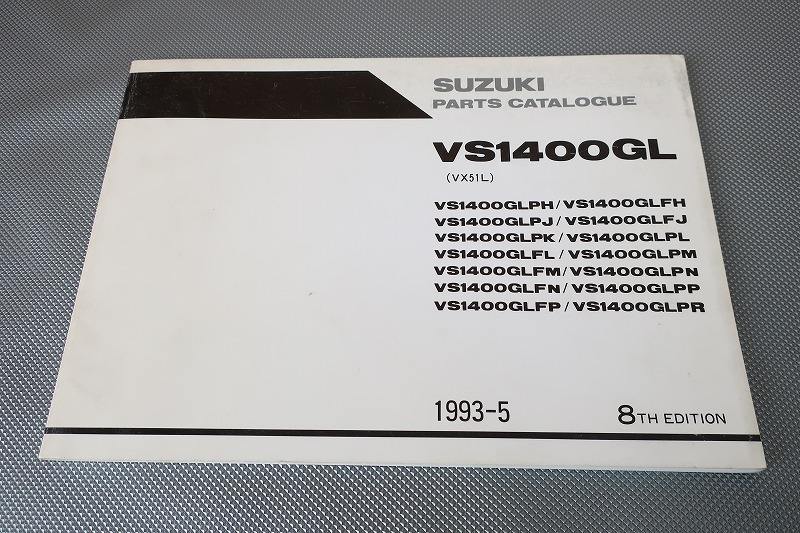 SUZUKI
PARTS CATALOGUE
VS1400GL
(VX51L)
VS1400GLPH/VS1400GLFH
VS1400GLPJ/VS1400GLFJ
VS1400GLPK/VS1400GLPL
VS1400GLFL/VS1400GLPM
VS1400GLFM/VS1400GLPN
VS1400GLFN/VS1400GLPP
VS1400GLFP/VS1400GLPR
1993-5 8TH EDITION